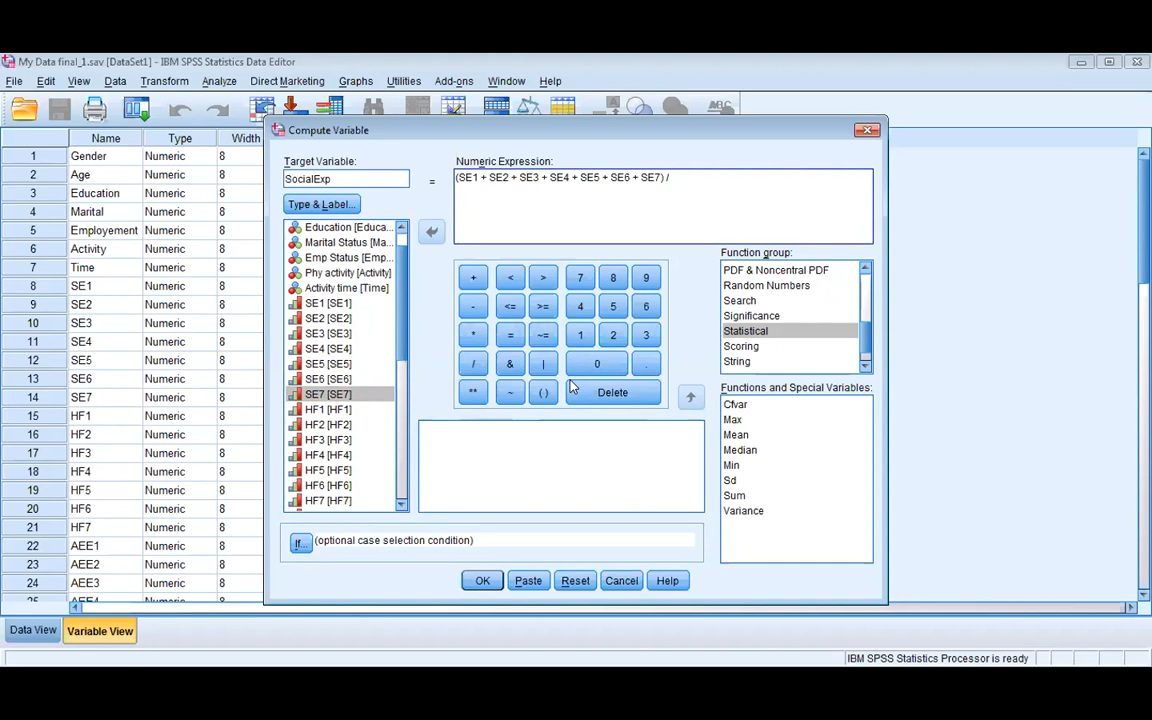 My Data final_1.sav [DataSet1] - IBM SPSS Statistics Data Editor
File Edit View Data Transform Analyze Direct Marketing Graphs Utilities Add-ons Window Help
Name Type Width
1 Gender Numeric 8
2 Age Numeric 8
3 Education Numeric 8
4 Marital Numeric 8
5 Employement Numeric 8
6 Activity Numeric 8
7 Time Numeric 8
8 SE1 Numeric 8
9 SE2 Numeric 8
10 SE3 Numeric 8
11 SE4 Numeric 8
12 SE5 Numeric 8
13 SE6 Numeric 8
14 SE7 Numeric 8
15 HF1 Numeric 8
16 HF2 Numeric 8
17 HF3 Numeric 8
18 HF4 Numeric 8
19 HF5 Numeric 8
20 HF6 Numeric 8
21 HF7 Numeric 8
22 AEE1 Numeric 8
23 AEE2 Numeric 8
24 AEE3 Numeric 8
25 AEE4 Numeric 8
Compute Variable
Target Variable:
SocialExp
=
Numeric Expression:
(SE1 + SE2 + SE3 + SE4 + SE5 + SE6 + SE7) /
Type & Label...
Education [Educa...
Marital Status [Ma...
Emp Status [Emp...
Phy activity [Activity]
Activity time [Time]
SE1 [SE1]
SE2 [SE2]
SE3 [SE3]
SE4 [SE4]
SE5 [SE5]
SE6 [SE6]
SE7 [SE7]
HF1 [HF1]
HF2 [HF2]
HF3 [HF3]
HF4 [HF4]
HF5 [HF5]
HF6 [HF6]
HF7 [HF7]
+ < > 7 8 9
- <= >= 4 5 6
* = ~= 1 2 3
/ & | 0 .
** ~ ( ) Delete
Function group:
PDF & Noncentral PDF
Random Numbers
Search
Significance
Statistical
Scoring
String
Functions and Special Variables:
Cfvar
Max
Mean
Median
Min
Sd
Sum
Variance
If... (optional case selection condition)
OK Paste Reset Cancel Help
Data View Variable View
IBM SPSS Statistics Processor is ready